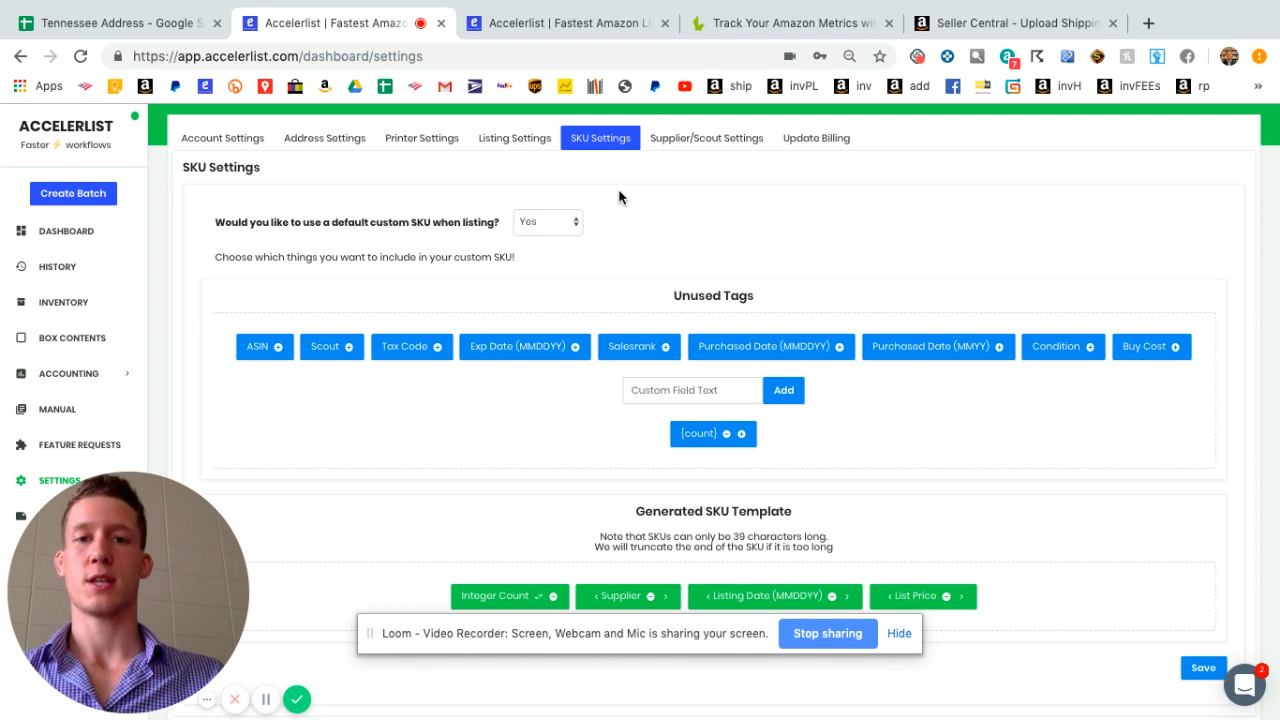 Tennessee Address - Google S
Accelerlist | Fastest Amazo
Accelerlist | Fastest Amazon Li
Track Your Amazon Metrics wi
Seller Central - Upload Shippin
https://app.accelerlist.com/dashboard/settings
7
Apps
ship
invPL
inv
add
invH
invFEEs
rp
»
ACCELERLIST
Faster ⚡ workflows
Create Batch
DASHBOARD
HISTORY
INVENTORY
BOX CONTENTS
ACCOUNTING
MANUAL
FEATURE REQUESTS
SETTINGS
Account Settings
Address Settings
Printer Settings
Listing Settings
SKU Settings
Supplier/Scout Settings
Update Billing
SKU Settings
Would you like to use a default custom SKU when listing?
Yes
Choose which things you want to include in your custom SKU!
Unused Tags
ASIN
Scout
Tax Code
Exp Date (MMDDYY)
Salesrank
Purchased Date (MMDDYY)
Purchased Date (MMYY)
Condition
Buy Cost
Custom Field Text
Add
{count}
Generated SKU Template
Note that SKUs can only be 39 characters long.
We will truncate the end of the SKU if it is too long
Integer Count
Supplier
Listing Date (MMDDYY)
List Price
Loom - Video Recorder: Screen, Webcam and Mic is sharing your screen.
Stop sharing
Hide
Save
2